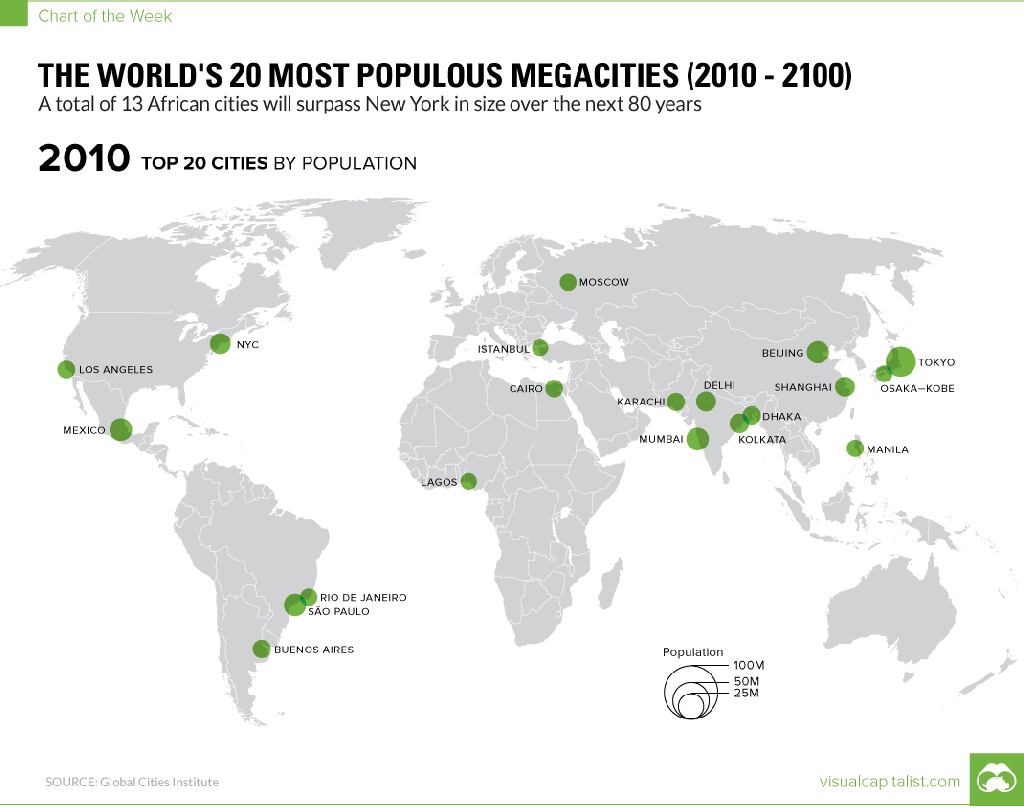 Chart of the Week
THE WORLD'S 20 MOST POPULOUS MEGACITIES (2010 - 2100)
A total of 13 African cities will surpass New York in size over the next 80 years
2010 TOP 20 CITIES BY POPULATION
MOSCOW
NYC
ISTANBUL
BEIJING
TOKYO
LOS ANGELES
CAIRO
DELHI
SHANGHAI
OSAKA–KOBE
KARACHI
DHAKA
MEXICO
MUMBAI
KOLKATA
MANILA
LAGOS
RIO DE JANEIRO
SÃO PAULO
BUENOS AIRES
Population
100M
50M
25M
SOURCE: Global Cities Institute
visualcapitalist.com